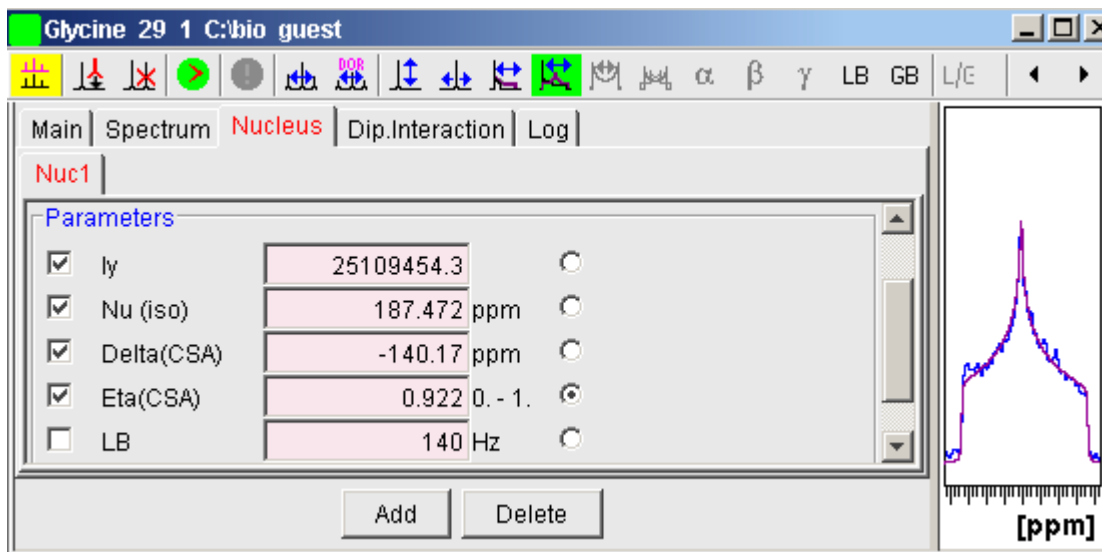 Glycine 29 1 C:\bio guest
DOR α β γ LB GB L/E
Main Spectrum Nucleus Dip.Interaction Log
Nuc1
Parameters
Iy 25109454.3
Nu (iso) 187.472 ppm
Delta(CSA) -140.17 ppm
Eta(CSA) 0.922 0. - 1.
LB 140 Hz
Add Delete
[ppm]